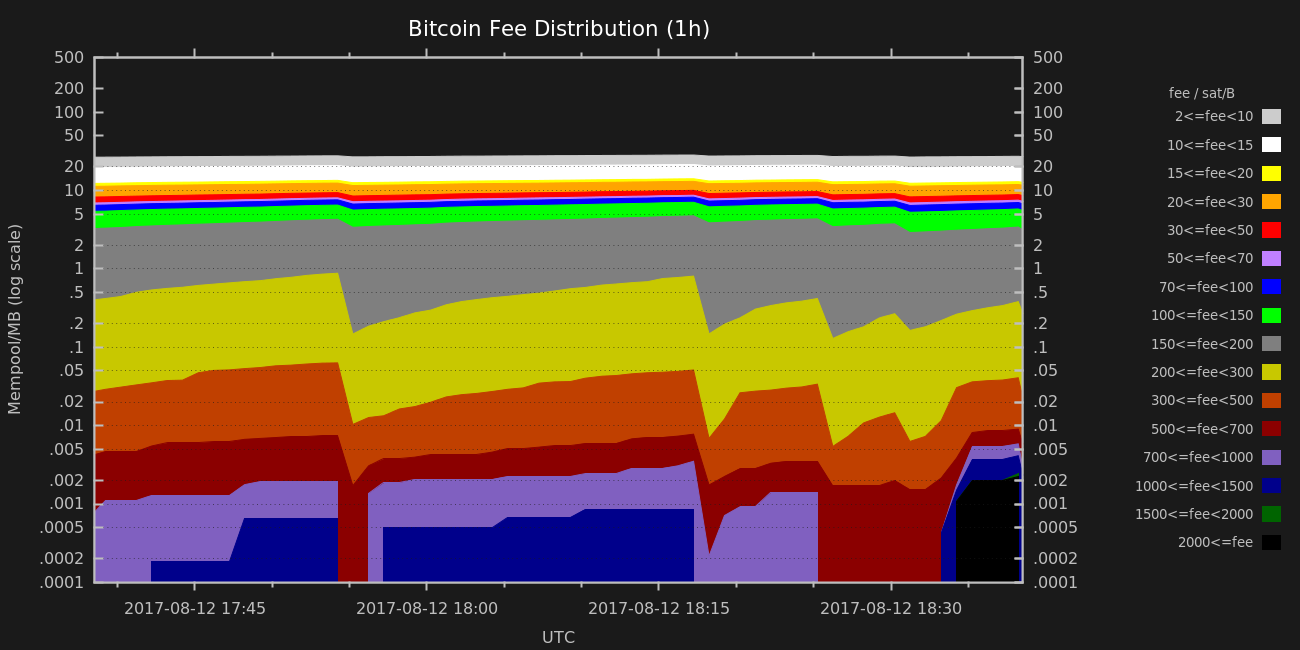 Bitcoin Fee Distribution (1h)
500
200
100
50
20
10
5
2
1
.5
.2
.1
.05
.02
.01
.005
.002
.001
.0005
.0002
.0001
Mempool/MB (log scale)
500
200
100
50
20
10
5
2
1
.5
.2
.1
.05
.02
.01
.005
.002
.001
.0005
.0002
.0001
2017-08-12 17:45
2017-08-12 18:00
2017-08-12 18:15
2017-08-12 18:30
UTC
fee / sat/B
2<=fee<10
10<=fee<15
15<=fee<20
20<=fee<30
30<=fee<50
50<=fee<70
70<=fee<100
100<=fee<150
150<=fee<200
200<=fee<300
300<=fee<500
500<=fee<700
700<=fee<1000
1000<=fee<1500
1500<=fee<2000
2000<=fee